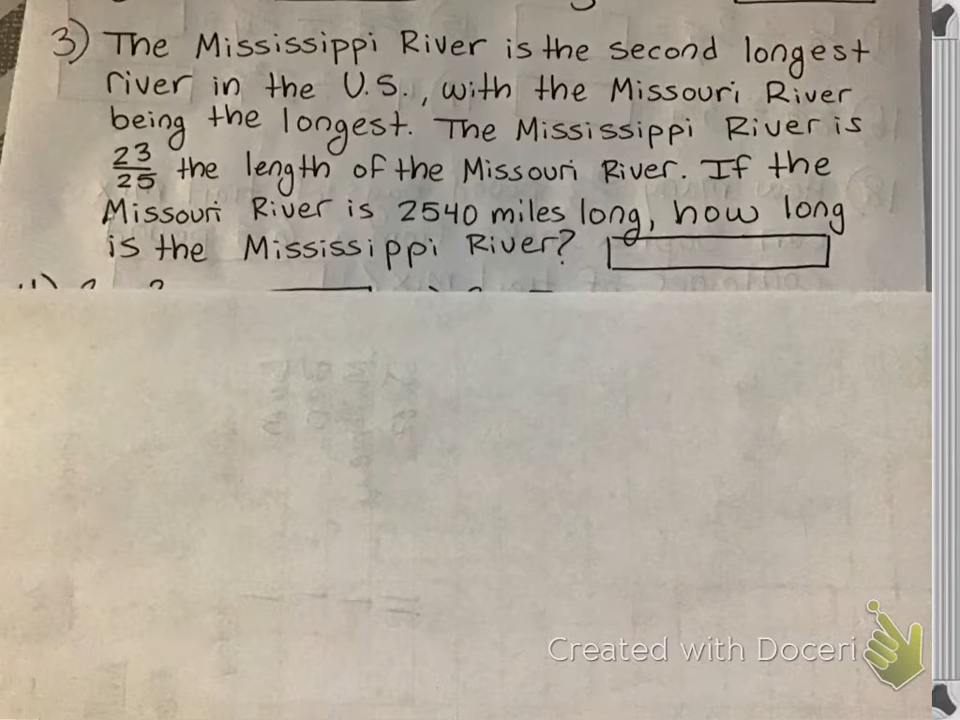 3) The Mississippi River is the second longest
river in the U.S., with the Missouri River
being the longest. The Mississippi River is
23/25 the length of the Missouri River. If the
Missouri River is 2540 miles long, how long
is the Mississippi River?
Created with Doceri